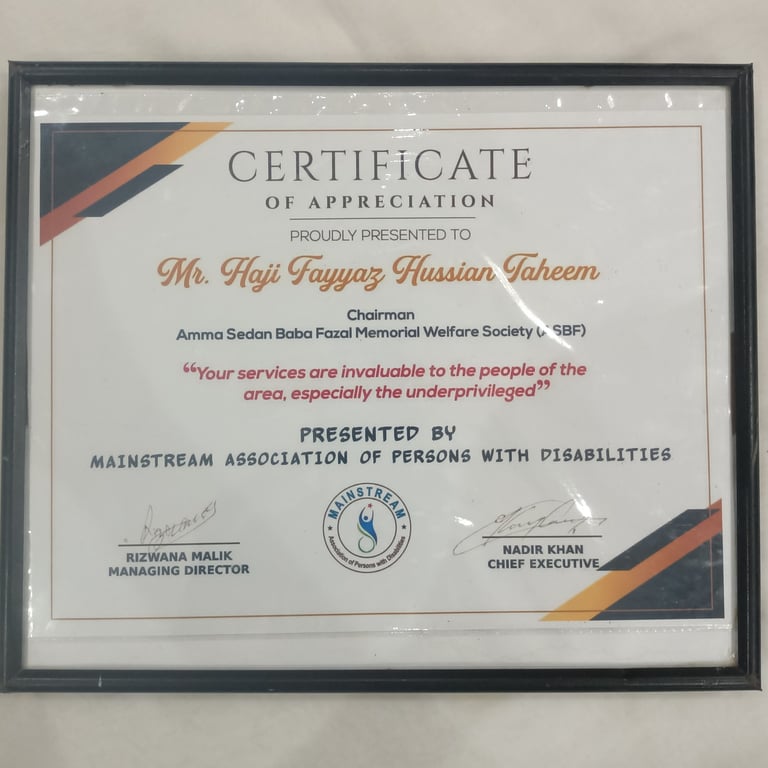 CERTIFICATE
OF APPRECIATION
PROUDLY PRESENTED TO
Mr. Haji Fayyaz Hussian Taheem
Chairman
Amma Sedan Baba Fazal Memorial Welfare Society (ASBF)
“Your services are invaluable to the people of the
area, especially the underprivileged”
PRESENTED BY
MAINSTREAM ASSOCIATION OF PERSONS WITH DISABILITIES
MAINSTREAM
Association of Persons with Disabilities
RIZWANA MALIK
MANAGING DIRECTOR
NADIR KHAN
CHIEF EXECUTIVE